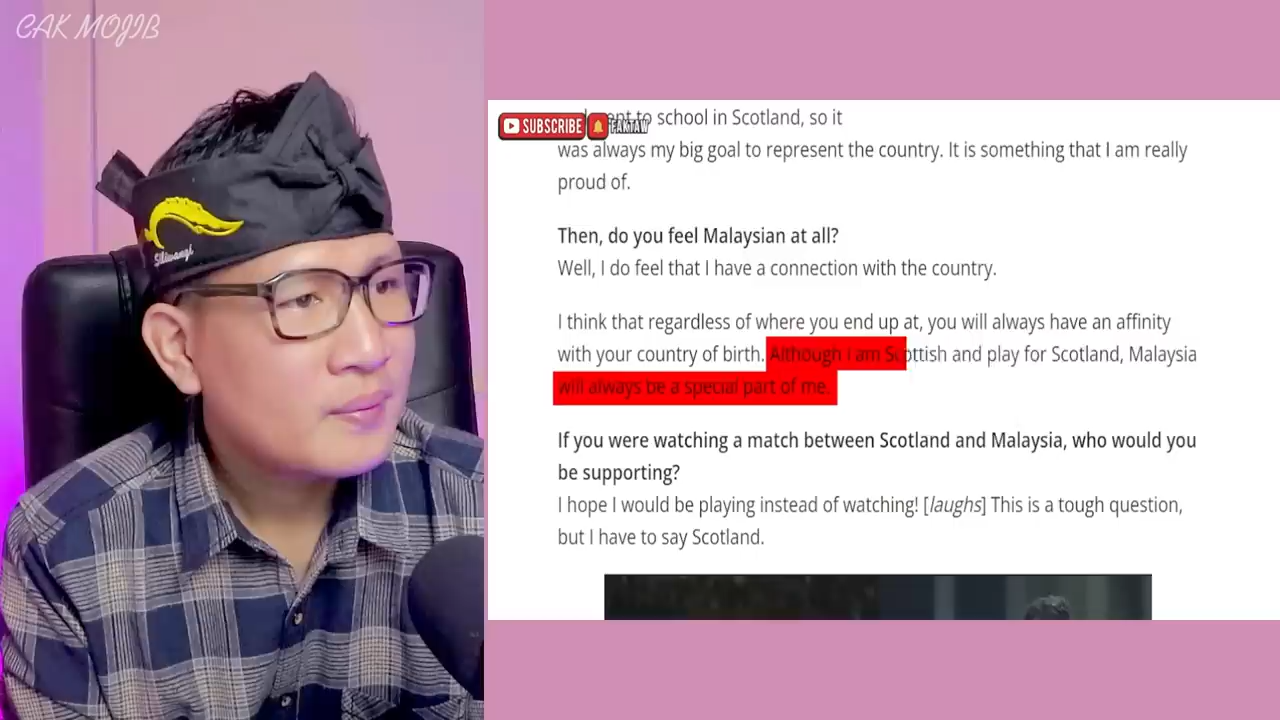 CAK MOJIB
Siliwangi
SUBSCRIBE
to school in Scotland, so it
was always my big goal to represent the country. It is something that I am really
proud of.
Then, do you feel Malaysian at all?
Well, I do feel that I have a connection with the country.
I think that regardless of where you end up at, you will always have an affinity
with your country of birth. Although I am Scottish and play for Scotland, Malaysia
will always be a special part of me.
If you were watching a match between Scotland and Malaysia, who would you
be supporting?
I hope I would be playing instead of watching! [laughs] This is a tough question,
but I have to say Scotland.